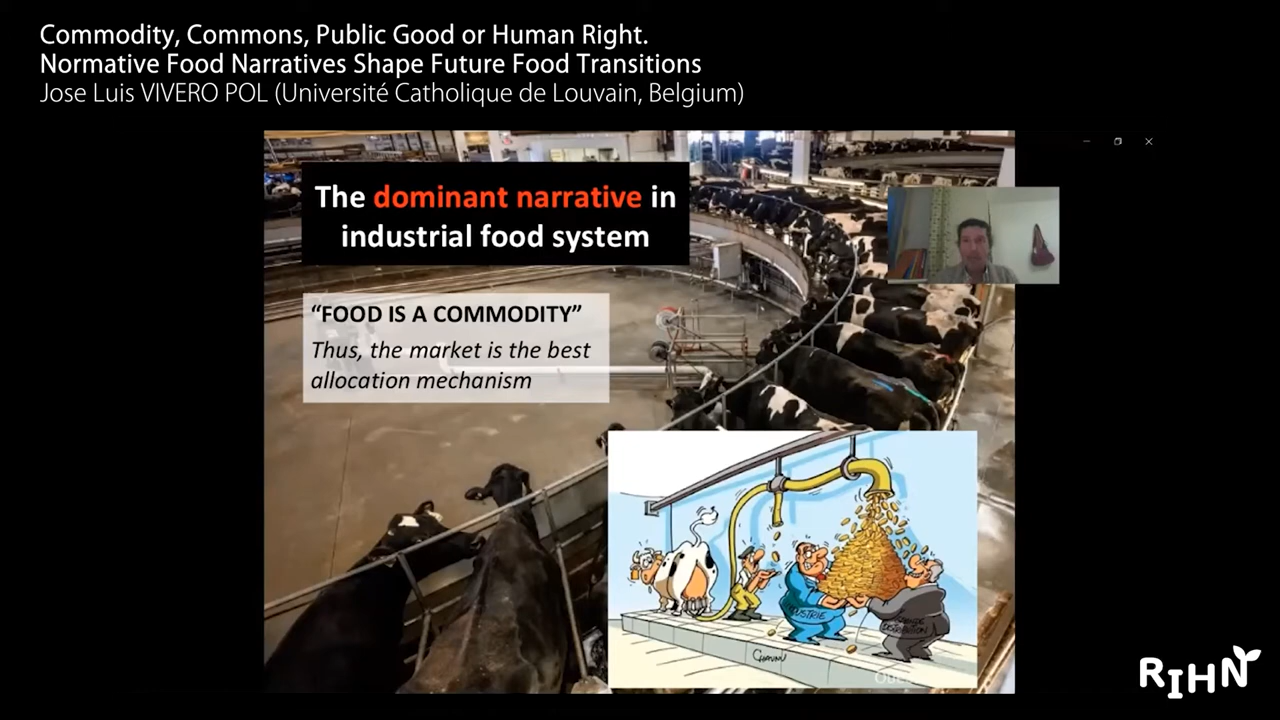 Commodity, Commons, Public Good or Human Right.
Normative Food Narratives Shape Future Food Transitions
Jose Luis VIVERO POL (Université Catholique de Louvain, Belgium)
The dominant narrative in
industrial food system
“FOOD IS A COMMODITY”
Thus, the market is the best
allocation mechanism
DISTRIBUTION
RIHN